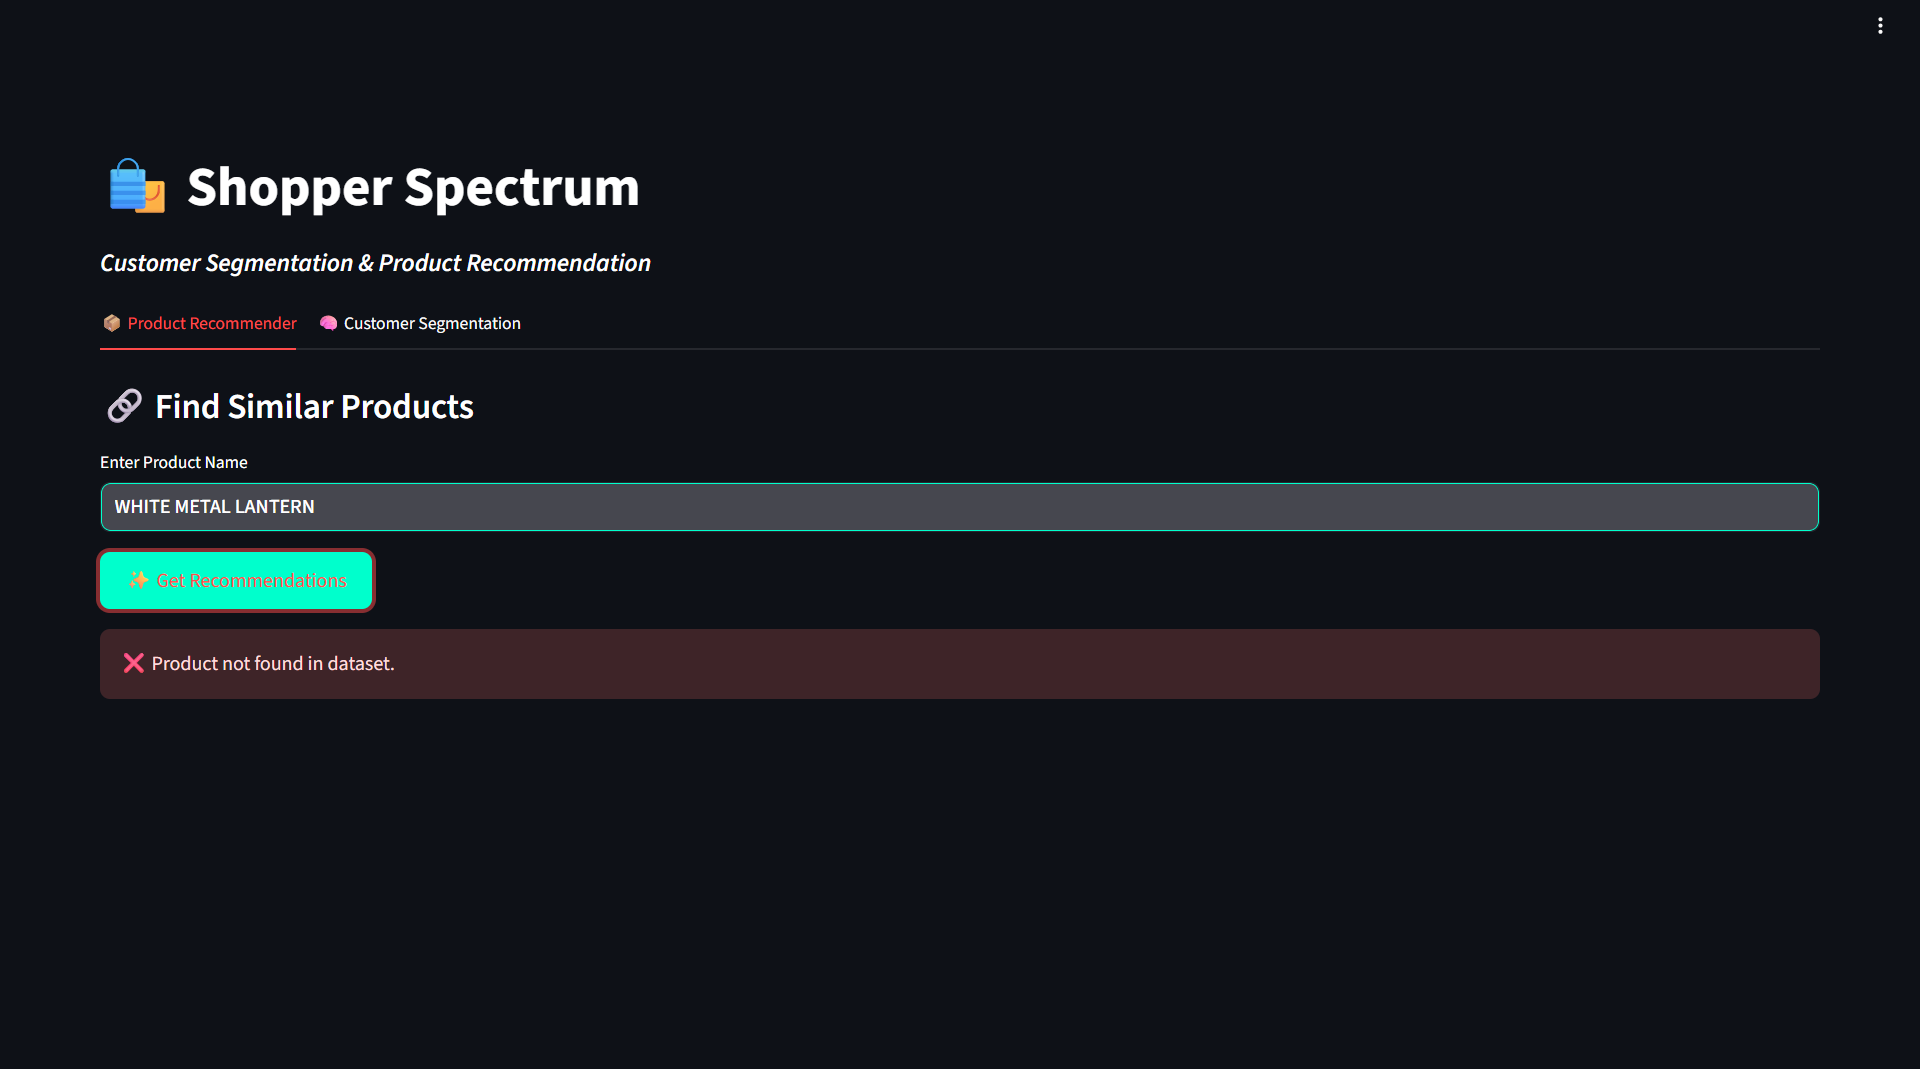 Shopper Spectrum
Customer Segmentation & Product Recommendation
Product Recommender Customer Segmentation
Find Similar Products
Enter Product Name
WHITE METAL LANTERN
Get Recommendations
Product not found in dataset.